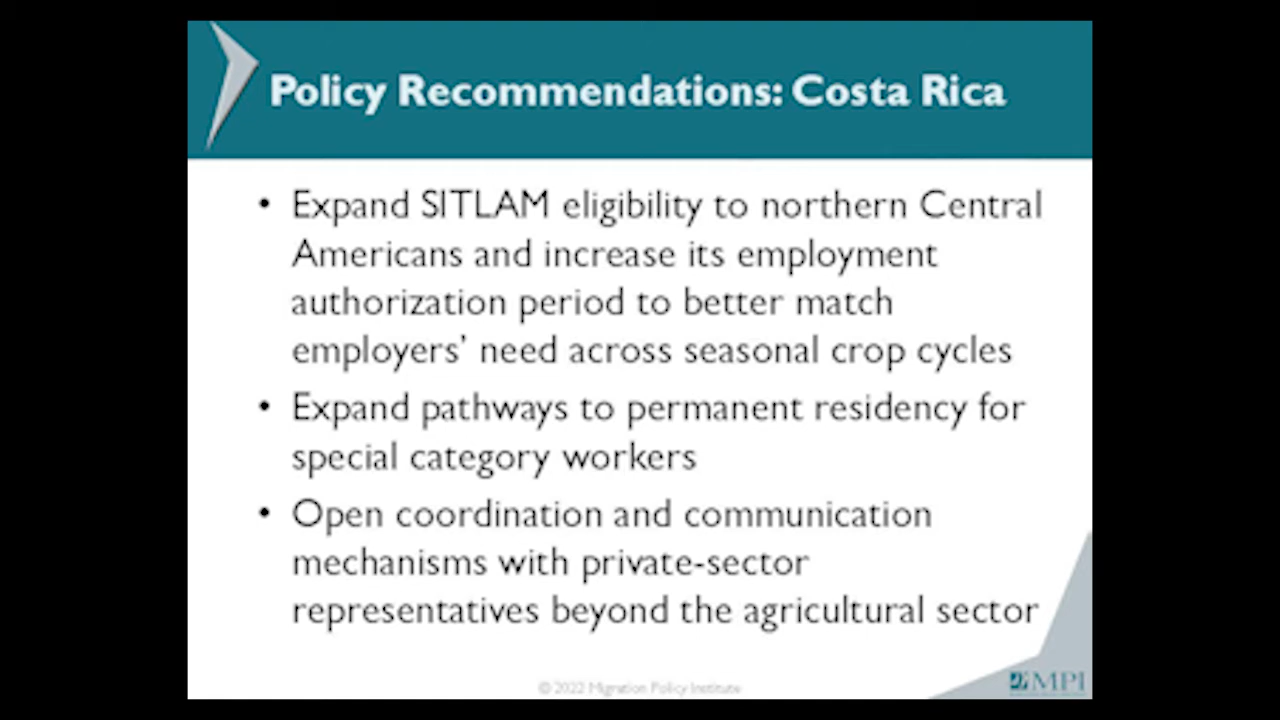 Policy Recommendations: Costa Rica
• Expand SITLAM eligibility to northern Central
Americans and increase its employment
authorization period to better match
employers’ need across seasonal crop cycles
• Expand pathways to permanent residency for
special category workers
• Open coordination and communication
mechanisms with private-sector
representatives beyond the agricultural sector
© 2022 Migration Policy Institute
MPI